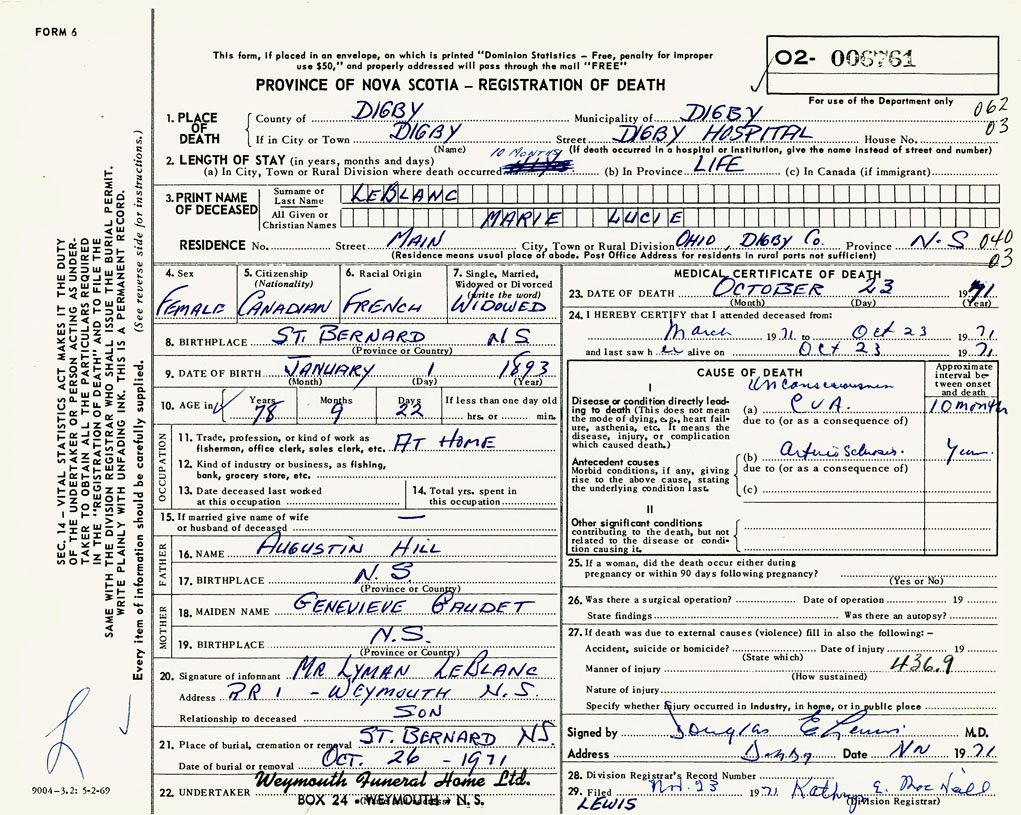 FORM 6
This form, if placed in an envelope, on which is printed "Dominion Statistics – Free, penalty for improper
use $50," and properly addressed will pass through the mail "FREE"
O2- 006761
PROVINCE OF NOVA SCOTIA – REGISTRATION OF DEATH
For use of the Department only
1. PLACE OF DEATH
County of DIGBY Municipality of DIGBY 062
If in City or Town DIGBY Street DIGBY HOSPITAL House No. 03
(Name) (If death occurred in a hospital or institution, give the name instead of street and number)
2. LENGTH OF STAY (in years, months and days)
(a) In City, Town or Rural Division where death occurred 10 MONTHS (b) In Province LIFE (c) In Canada (if immigrant)
3. PRINT NAME OF DECEASED
Surname or Last Name LEBLANC
All Given or Christian Names MARIE LUCIE
RESIDENCE No. Street MAIN City, Town or Rural Division OHIO, DIGBY CO. Province N.S 040
(Residence means usual place of abode. Post Office Address for residents in rural parts not sufficient) 03
4. Sex
FEMALE
5. Citizenship (Nationality)
CANADIAN
6. Racial Origin
FRENCH
7. Single, Married, Widowed or Divorced (write the word)
WIDOWED
8. BIRTHPLACE ST. BERNARD N S
(Province or Country)
9. DATE OF BIRTH JANUARY 1 1893
(Month) (Day) (Year)
10. AGE in Years Months Days If less than one day old
78 9 22 hrs. or min.
OCCUPATION
11. Trade, profession, or kind of work as
fisherman, office clerk, sales clerk, etc. AT HOME
12. Kind of industry or business, as fishing,
bank, grocery store, etc.
13. Date deceased last worked
at this occupation
14. Total yrs. spent in
this occupation
15. If married give name of wife
or husband of deceased —
FATHER
16. NAME AUGUSTIN HILL
17. BIRTHPLACE N. S.
(Province or Country)
MOTHER
18. MAIDEN NAME GENEVIEVE GAUDET
19. BIRTHPLACE N.S.
(Province or Country)
20. Signature of informant MR LYMAN LEBLANC
Address RR 1 – WEYMOUTH N. S.
Relationship to deceased SON
21. Place of burial, cremation or removal ST. BERNARD NS.
Date of burial or removal OCT. 26 - 1971
22. UNDERTAKER Weymouth Funeral Home Ltd.
BOX 24 • WEYMOUTH • N. S.
MEDICAL CERTIFICATE OF DEATH
23. DATE OF DEATH OCTOBER 23 1971
(Month) (Day) (Year)
24. I HEREBY CERTIFY that I attended deceased from:
March 1971 to Oct 23 1971
and last saw her alive on Oct 23 1971
CAUSE OF DEATH
Approximate interval between onset and death
I
Disease or condition directly leading to death (This does not mean the mode of dying, e.g., heart failure, asthenia, etc. It means the disease, injury, or complication which caused death.)
(a) CVA. 10 month
due to (or as a consequence of)
Antecedent causes
Morbid conditions, if any, giving rise to the above cause, stating the underlying condition last.
(b)
due to (or as a consequence of)
(c)
II
Other significant conditions
contributing to the death, but not related to the disease or condition causing it.
25. If a woman, did the death occur either during
pregnancy or within 90 days following pregnancy?
(Yes or No)
26. Was there a surgical operation? Date of operation 19
State findings Was there an autopsy?
27. If death was due to external causes (violence) fill in also the following: –
Accident, suicide or homicide? Date of injury 19
(State which)
Manner of injury 436.9
(How sustained)
Nature of injury
Specify whether injury occurred in industry, in home, or in public place
Signed by Douglas E Lewis M.D.
Address Digby Date Nov 1971
28. Division Registrar's Record Number
29. Filed Nov. 23 1971 Kathryn E. MacNeill
(Division Registrar)
LEWIS
SEC. 14 – VITAL STATISTICS ACT MAKES IT THE DUTY
OF THE UNDERTAKER OR PERSON ACTING AS UNDER-
TAKER TO OBTAIN ALL THE PARTICULARS REQUIRED
IN THE "REGISTRATION OF DEATH" AND TO FILE THE
SAME WITH THE DIVISION REGISTRAR WHO SHALL ISSUE THE BURIAL PERMIT.
WRITE PLAINLY WITH UNFADING INK. THIS IS A PERMANENT RECORD.
Every item of information should be carefully supplied. (See reverse side for instructions.)
9004-3.2: 5-2-69